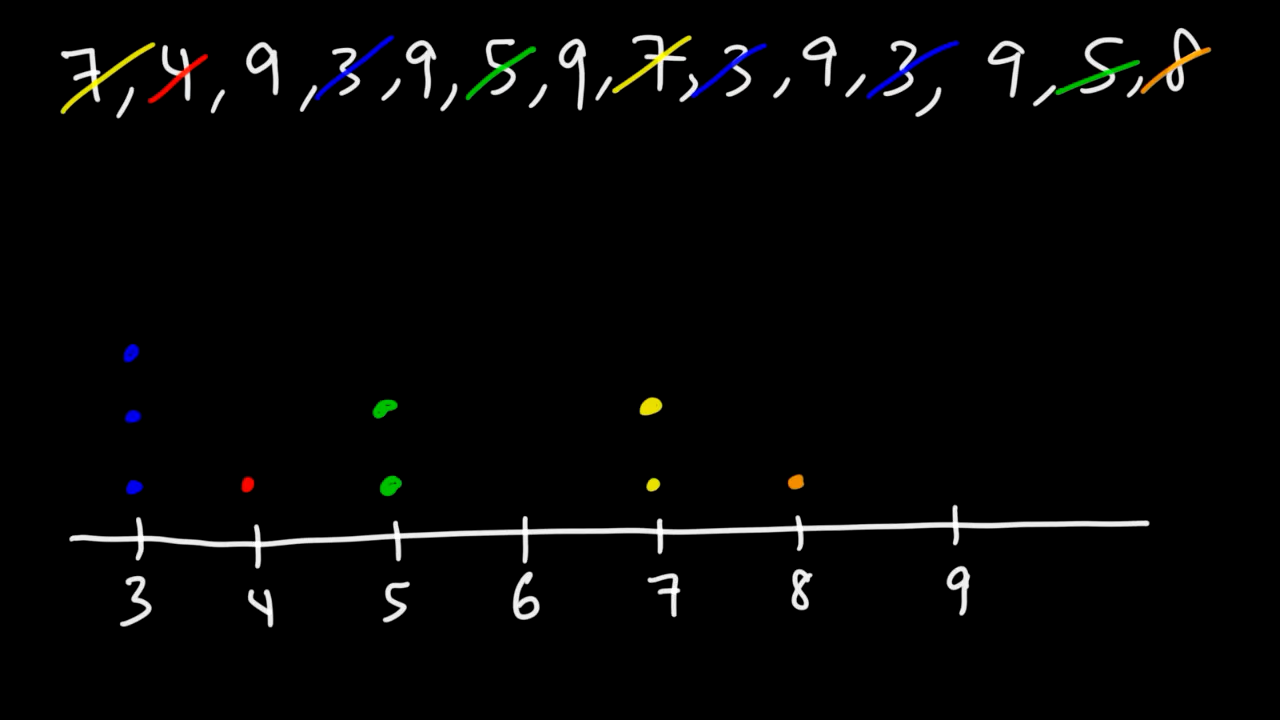 7, 4, 9, 3, 9, 5, 9, 7, 3, 9, 3, 9, 5, 8
3 4 5 6 7 8 9